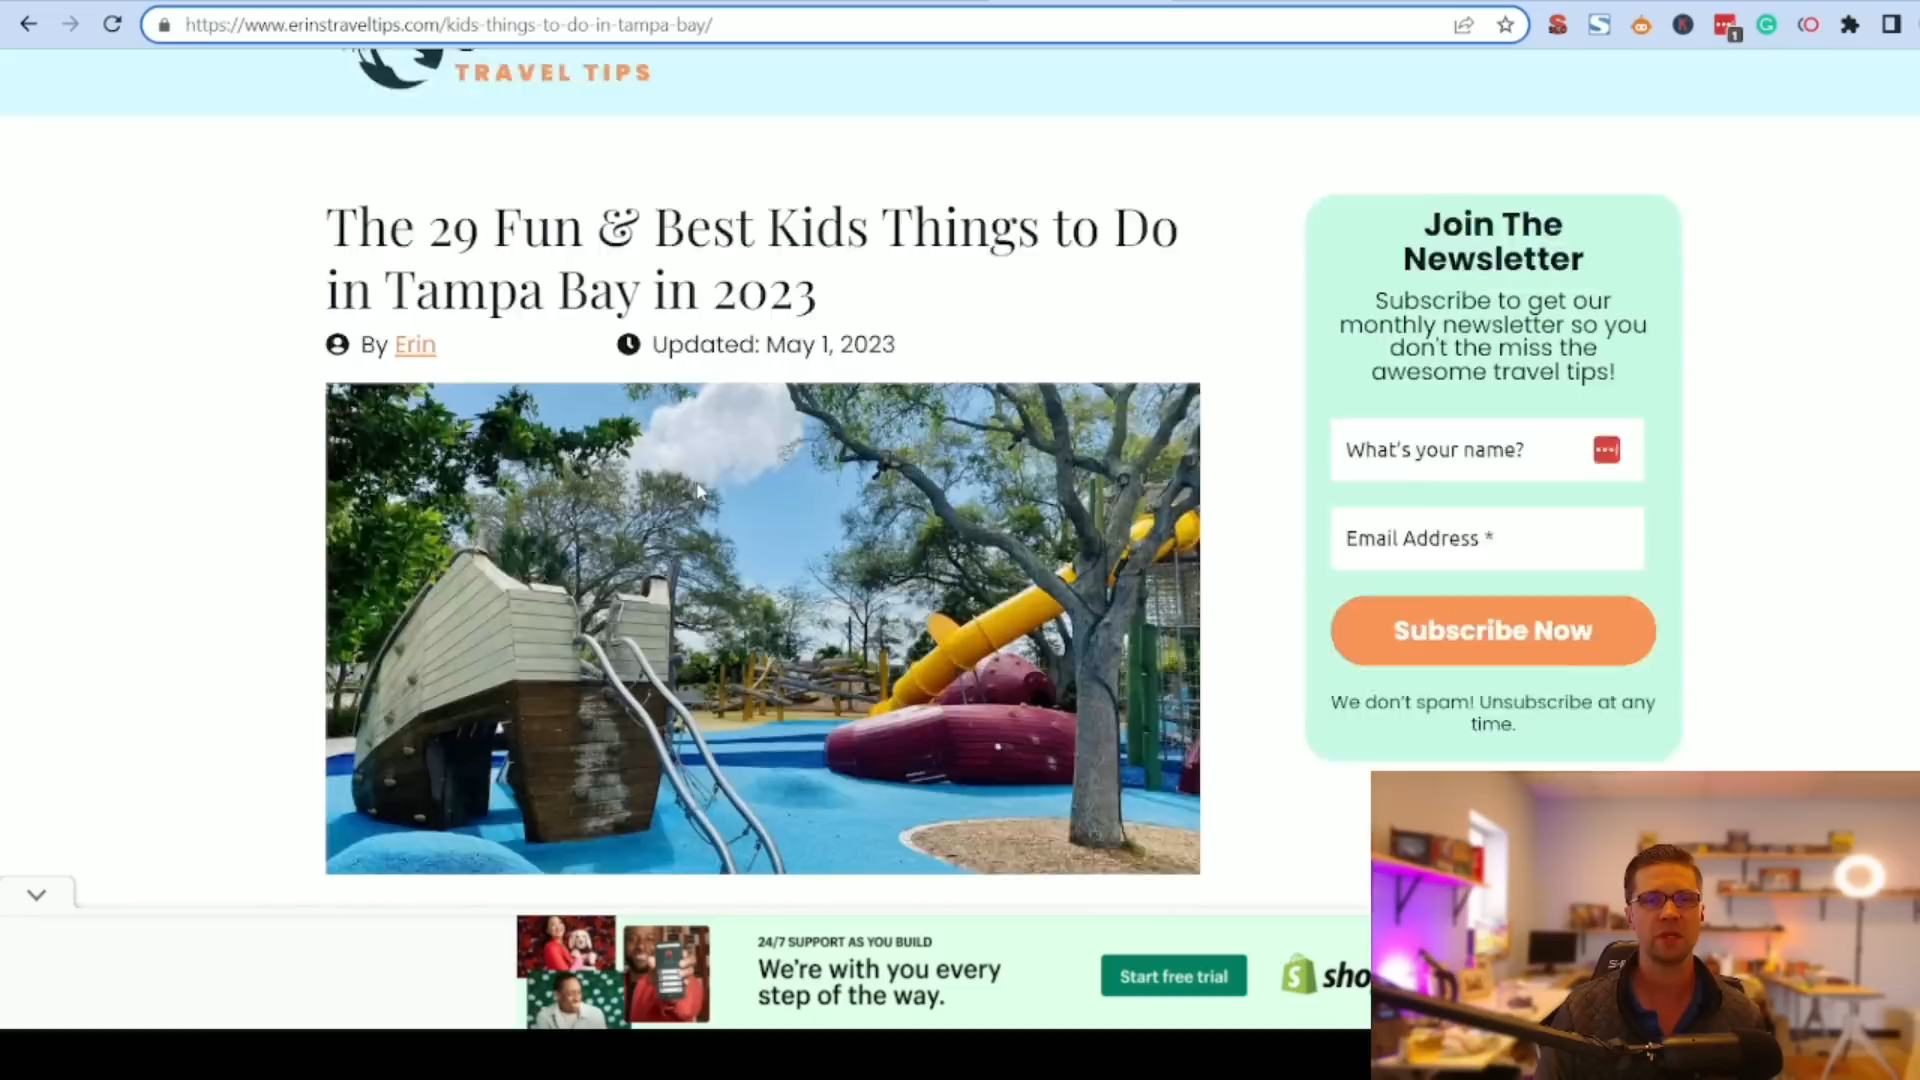 https://www.erinstraveltips.com/kids-things-to-do-in-tampa-bay/
TRAVEL TIPS
The 29 Fun & Best Kids Things to Do
in Tampa Bay in 2023
By Erin
Updated: May 1, 2023
Join The
Newsletter
Subscribe to get our
monthly newsletter so you
don't the miss the
awesome travel tips!
What's your name?
Email Address *
Subscribe Now
We don't spam! Unsubscribe at any
time.
24/7 SUPPORT AS YOU BUILD
We're with you every
step of the way.
Start free trial
sho
1